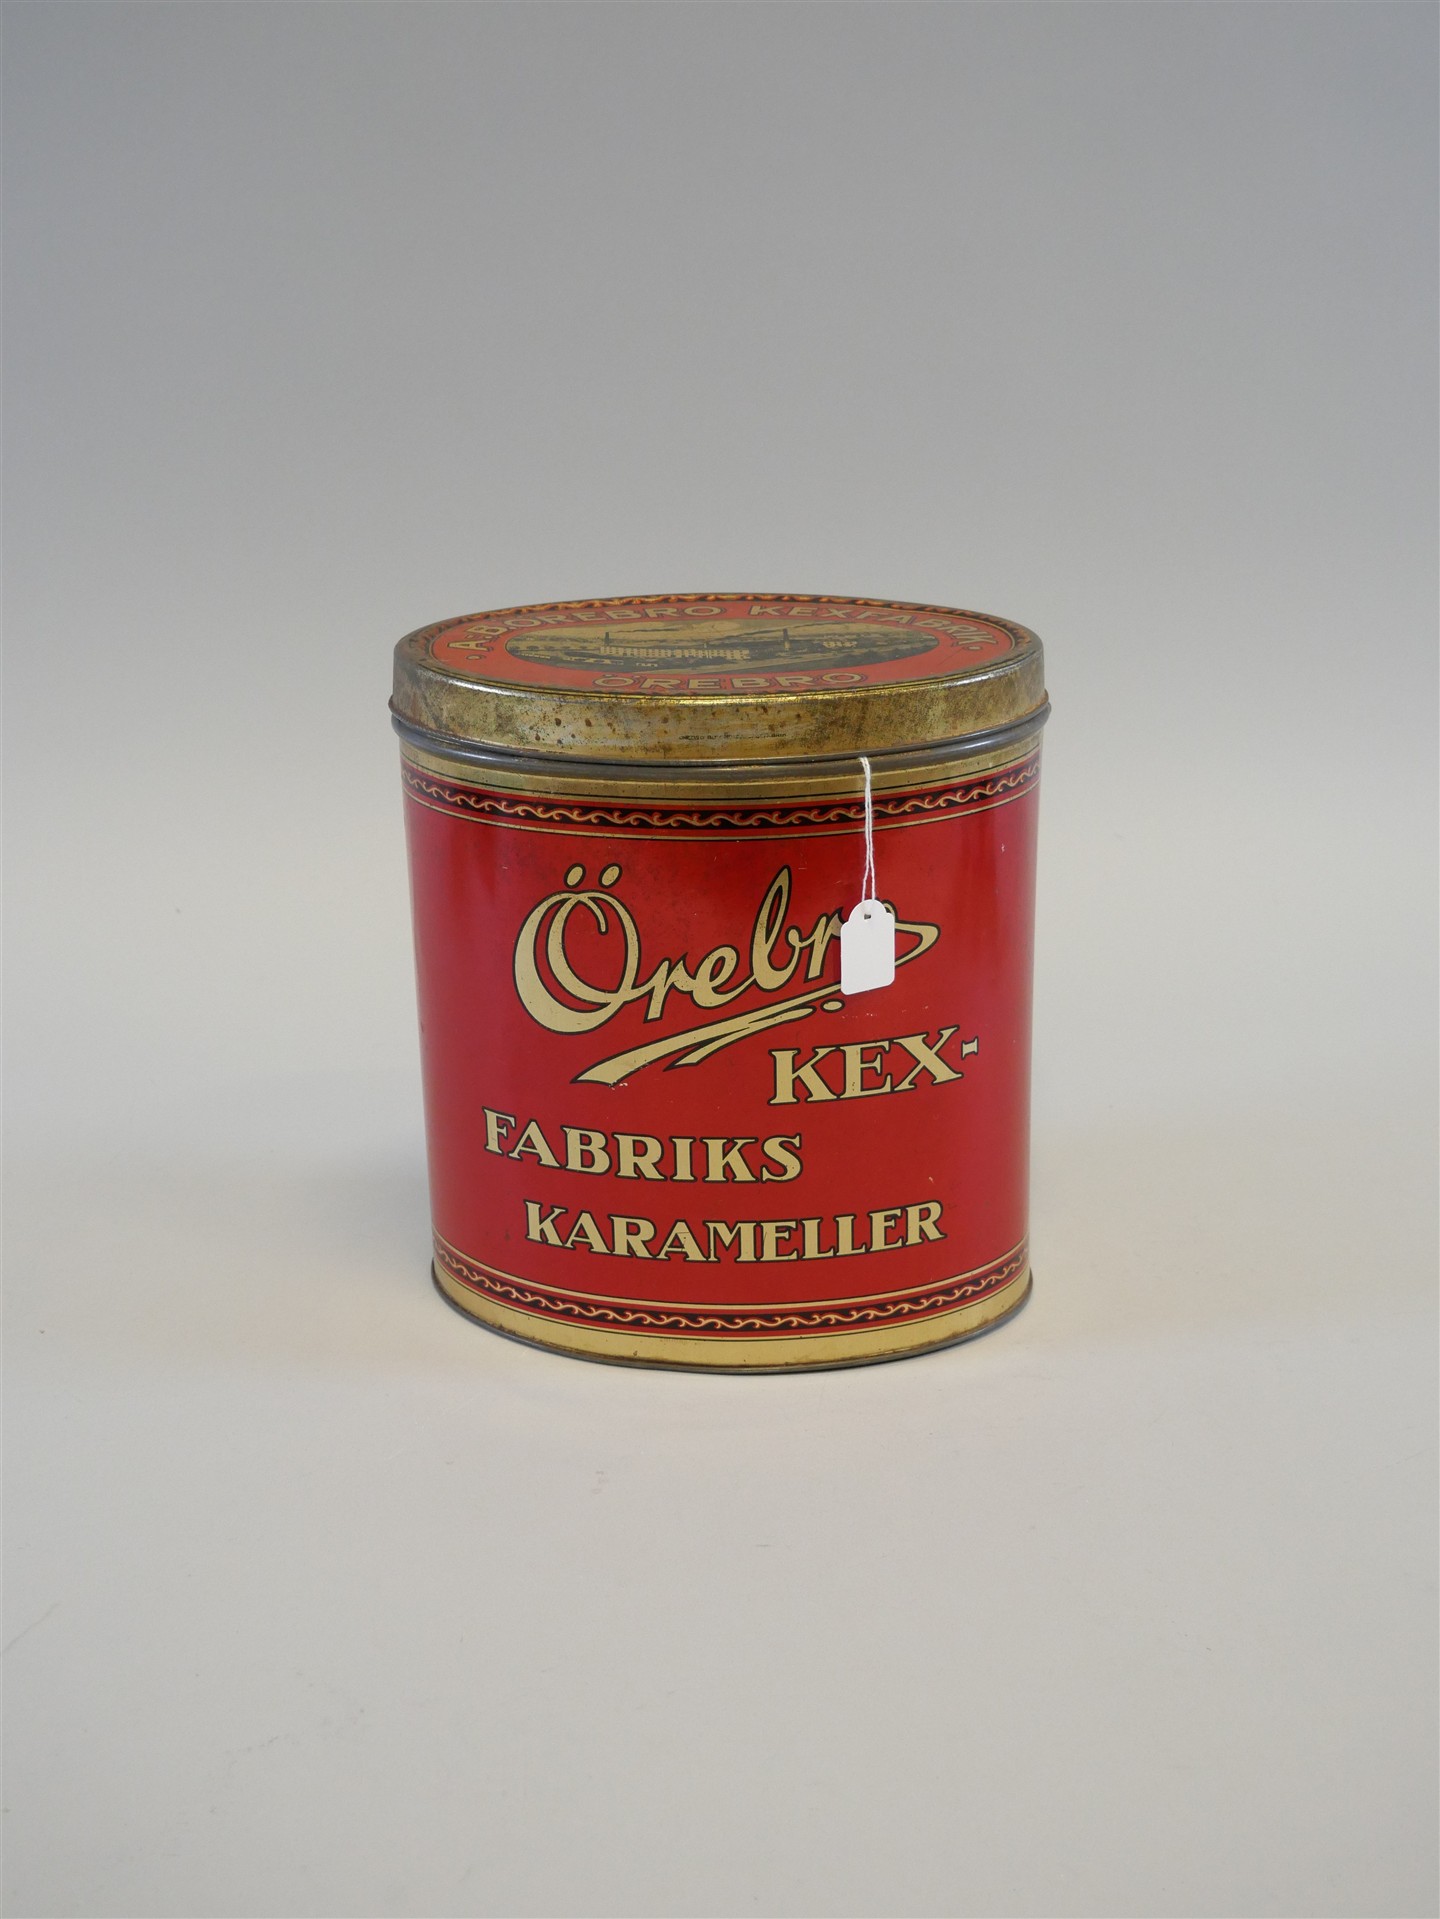 · A.B. ÖREBRO KEXFABRIK ·
ÖREBRO
Örebro
KEX-
FABRIKS
KARAMELLER